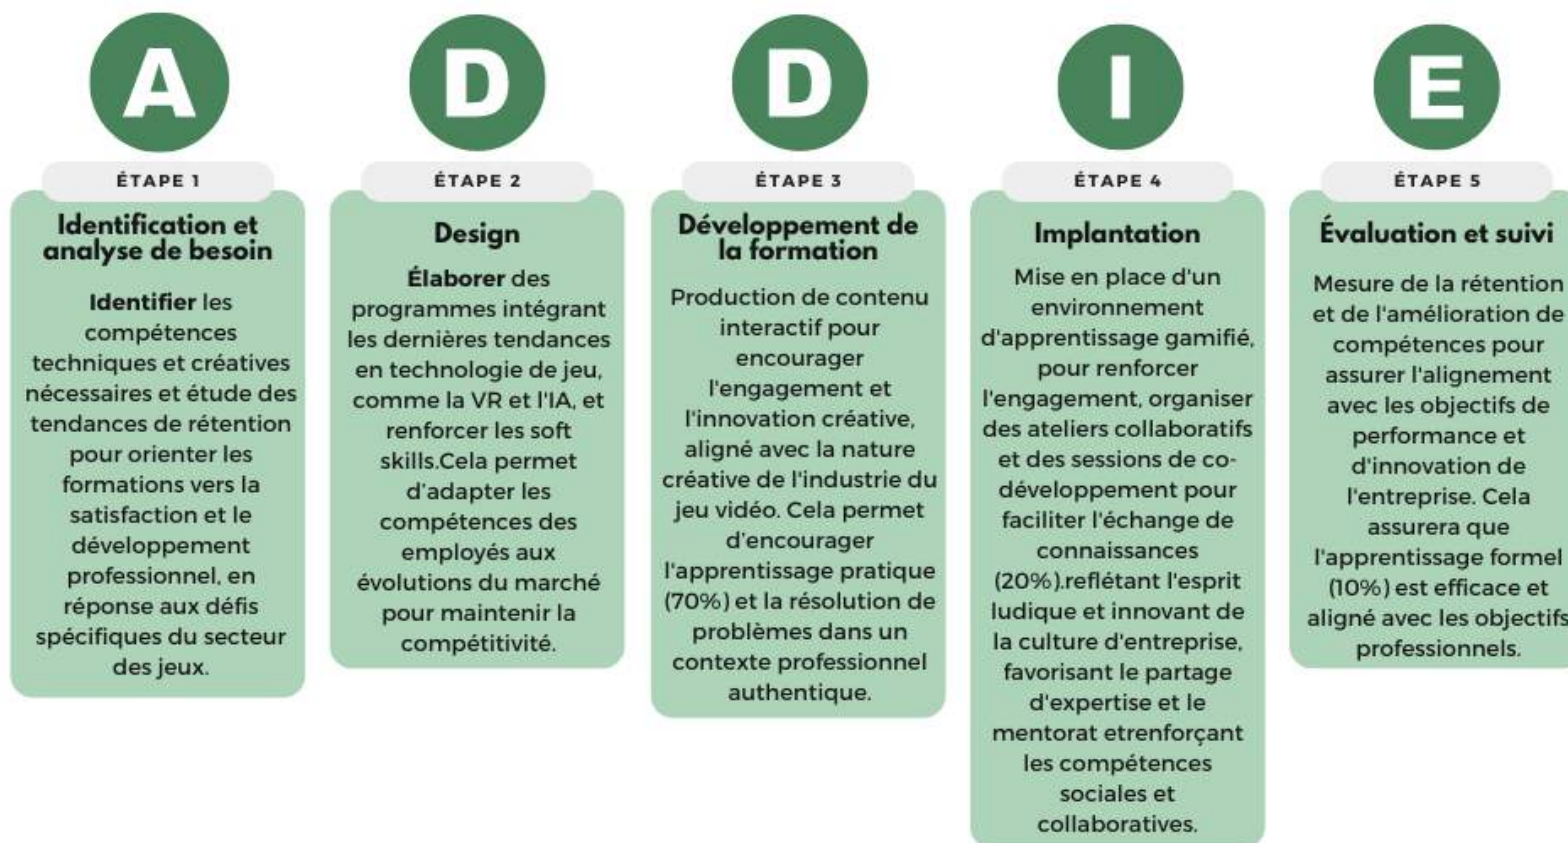 A
ÉTAPE 1
Identification et
analyse de besoin
Identifier les
compétences
techniques et créatives
nécessaires et étude des
tendances de rétention
pour orienter les
formations vers la
satisfaction et le
développement
professionnel, en
réponse aux défis
spécifiques du secteur
des jeux.
D
ÉTAPE 2
Design
Élaborer des
programmes intégrant
les dernières tendances
en technologie de jeu,
comme la VR et l'IA, et
renforcer les soft
skills.Cela permet
d'adapter les
compétences des
employés aux
évolutions du marché
pour maintenir la
compétitivité.
D
ÉTAPE 3
Développement de
la formation
Production de contenu
interactif pour
encourager
l'engagement et
l'innovation créative,
aligné avec la nature
créative de l'industrie du
jeu vidéo. Cela permet
d'encourager
l'apprentissage pratique
(70%) et la résolution de
problèmes dans un
contexte professionnel
authentique.
I
ÉTAPE 4
Implantation
Mise en place d'un
environnement
d'apprentissage gamifié,
pour renforcer
l'engagement, organiser
des ateliers collaboratifs
et des sessions de co-
développement pour
faciliter l'échange de
connaissances
(20%).reflétant l'esprit
ludique et innovant de
la culture d'entreprise,
favorisant le partage
d'expertise et le
mentorat etrenforçant
les compétences
sociales et
collaboratives.
E
ÉTAPE 5
Évaluation et suivi
Mesure de la rétention
et de l'amélioration de
compétences pour
assurer l'alignement
avec les objectifs de
performance et
d'innovation de
l'entreprise. Cela
assurera que
l'apprentissage formel
(10%) est efficace et
aligné avec les objectifs
professionnels.